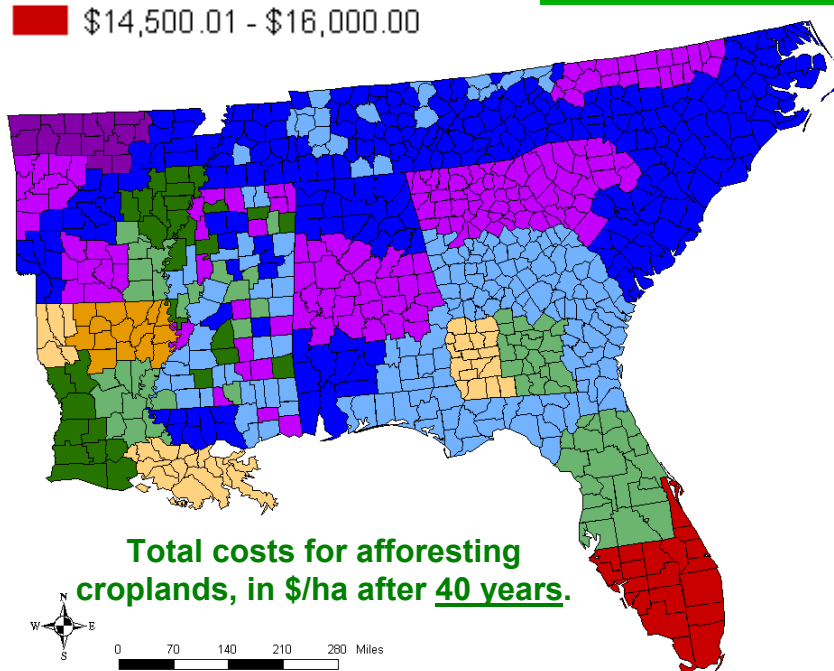 $14,500.01 - $16,000.00
Total costs for afforesting
croplands, in $/ha after 40 years.
N
W E
S
0 70 140 210 280 Miles